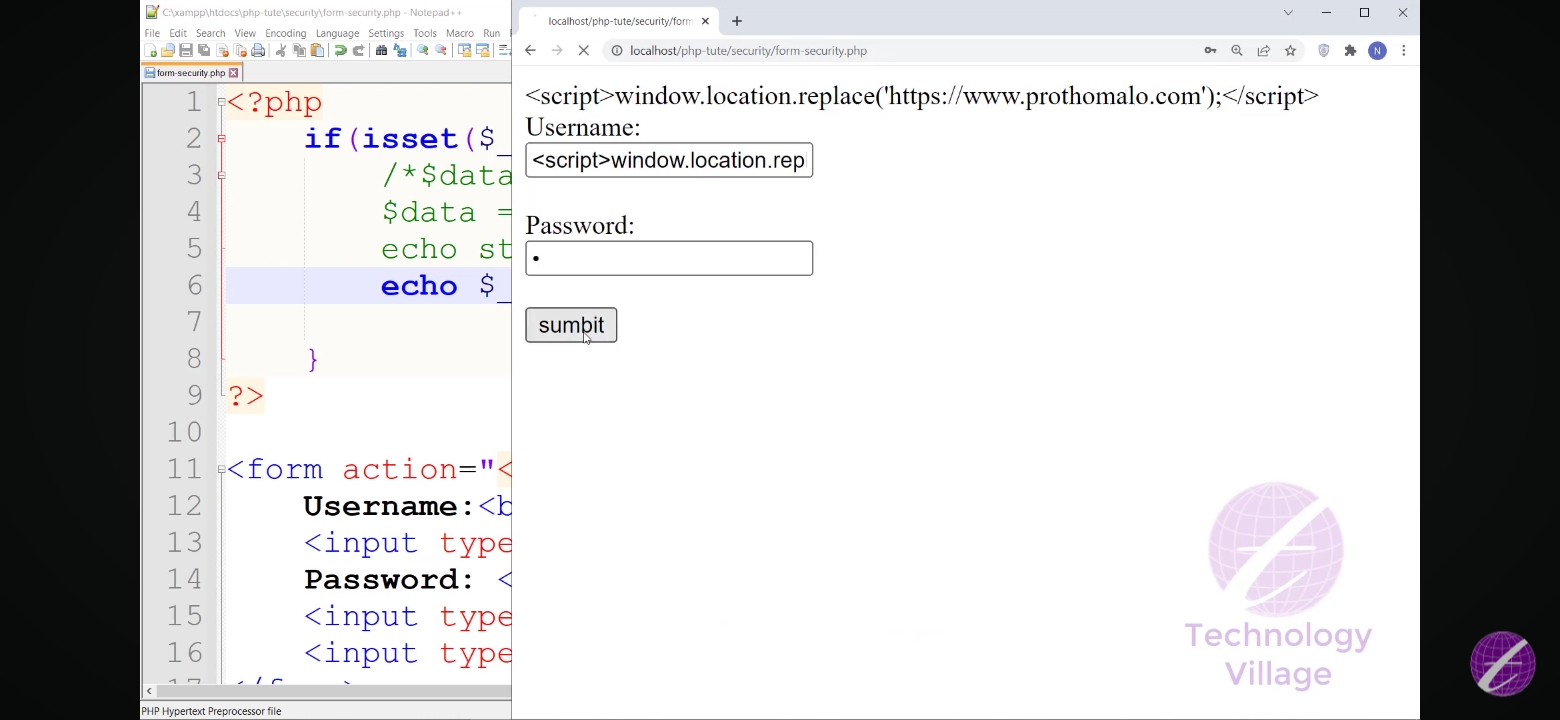 C:\xampp\htdocs\php-tute\security\form-security.php - Notepad++
File Edit Search View Encoding Language Settings Tools Macro Run
form-security.php
1 <?php
2 if(isset($_
3 /*$data
4 $data =
5 echo st
6 echo $_
7
8 }
9 ?>
10
11 <form action="<
12 Username:<b
13 <input type
14 Password: <
15 <input type
16 <input type
PHP Hypertext Preprocessor file
localhost/php-tute/security/form
localhost/php-tute/security/form-security.php
N
<script>window.location.replace('https://www.prothomalo.com');</script>
Username:
<script>window.location.rep
Password:
sumbit
Technology
Village